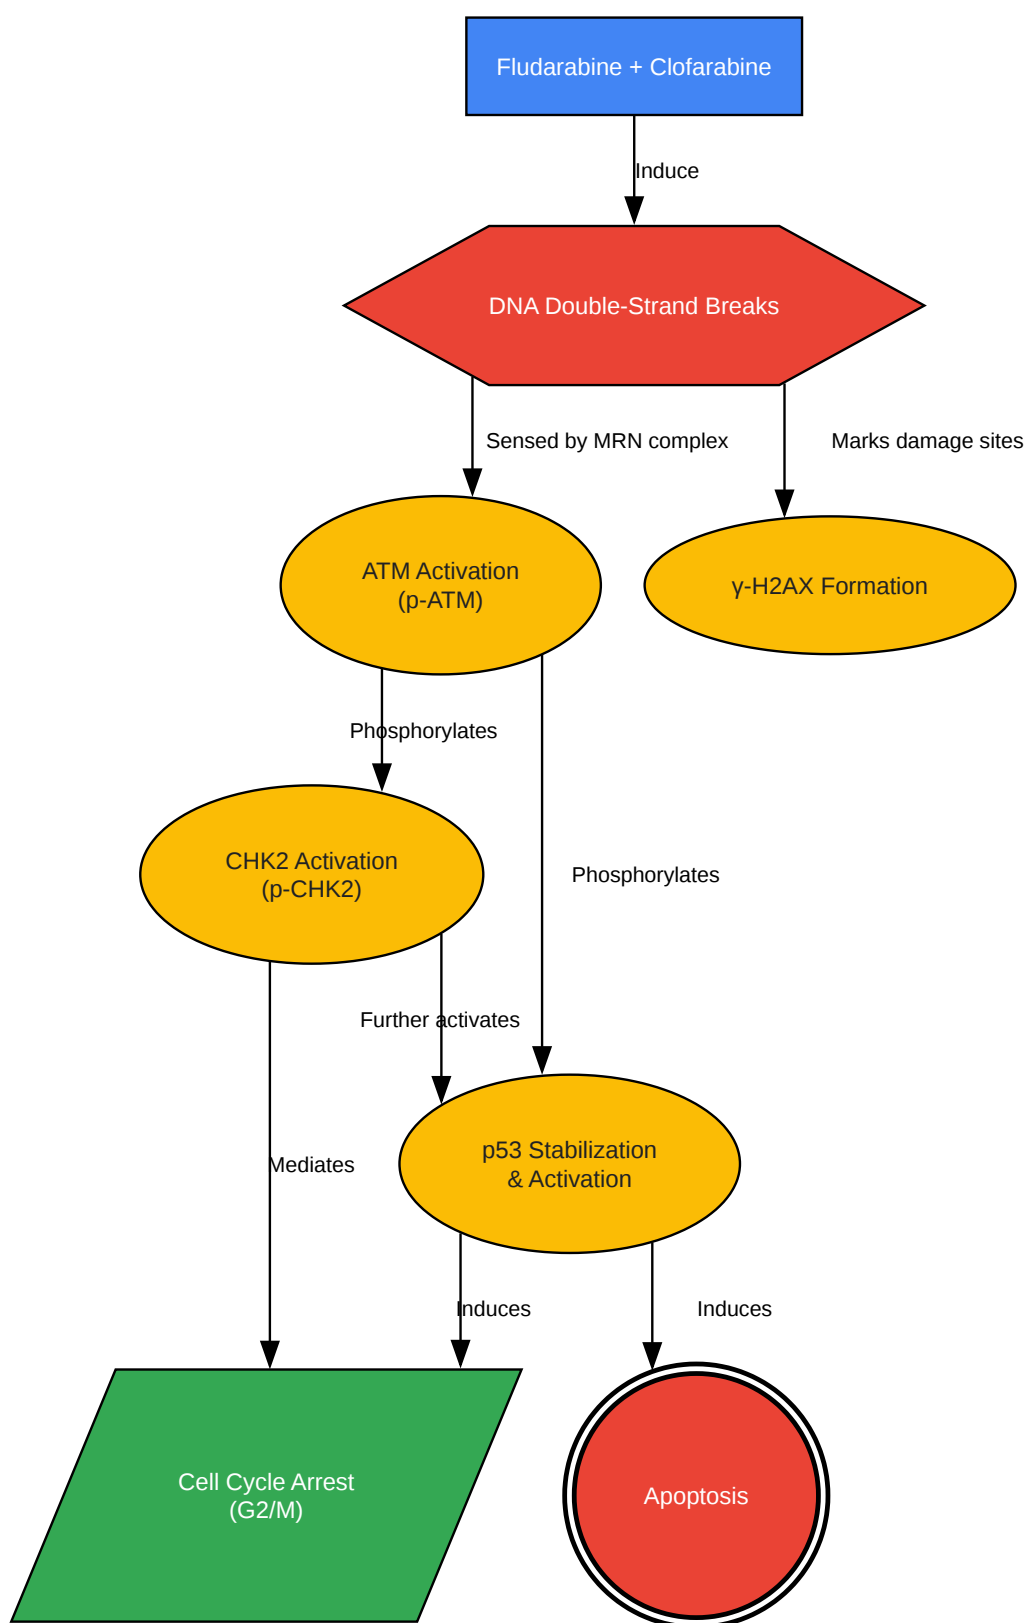 Fludarabine + Clofarabine
Induce
DNA Double-Strand Breaks
Sensed by MRN complex
Marks damage sites
ATM Activation
(p-ATM)
γ-H2AX Formation
Phosphorylates
CHK2 Activation
(p-CHK2)
Phosphorylates
Further activates
p53 Stabilization
& Activation
Mediates
Induces
Induces
Cell Cycle Arrest
(G2/M)
Apoptosis